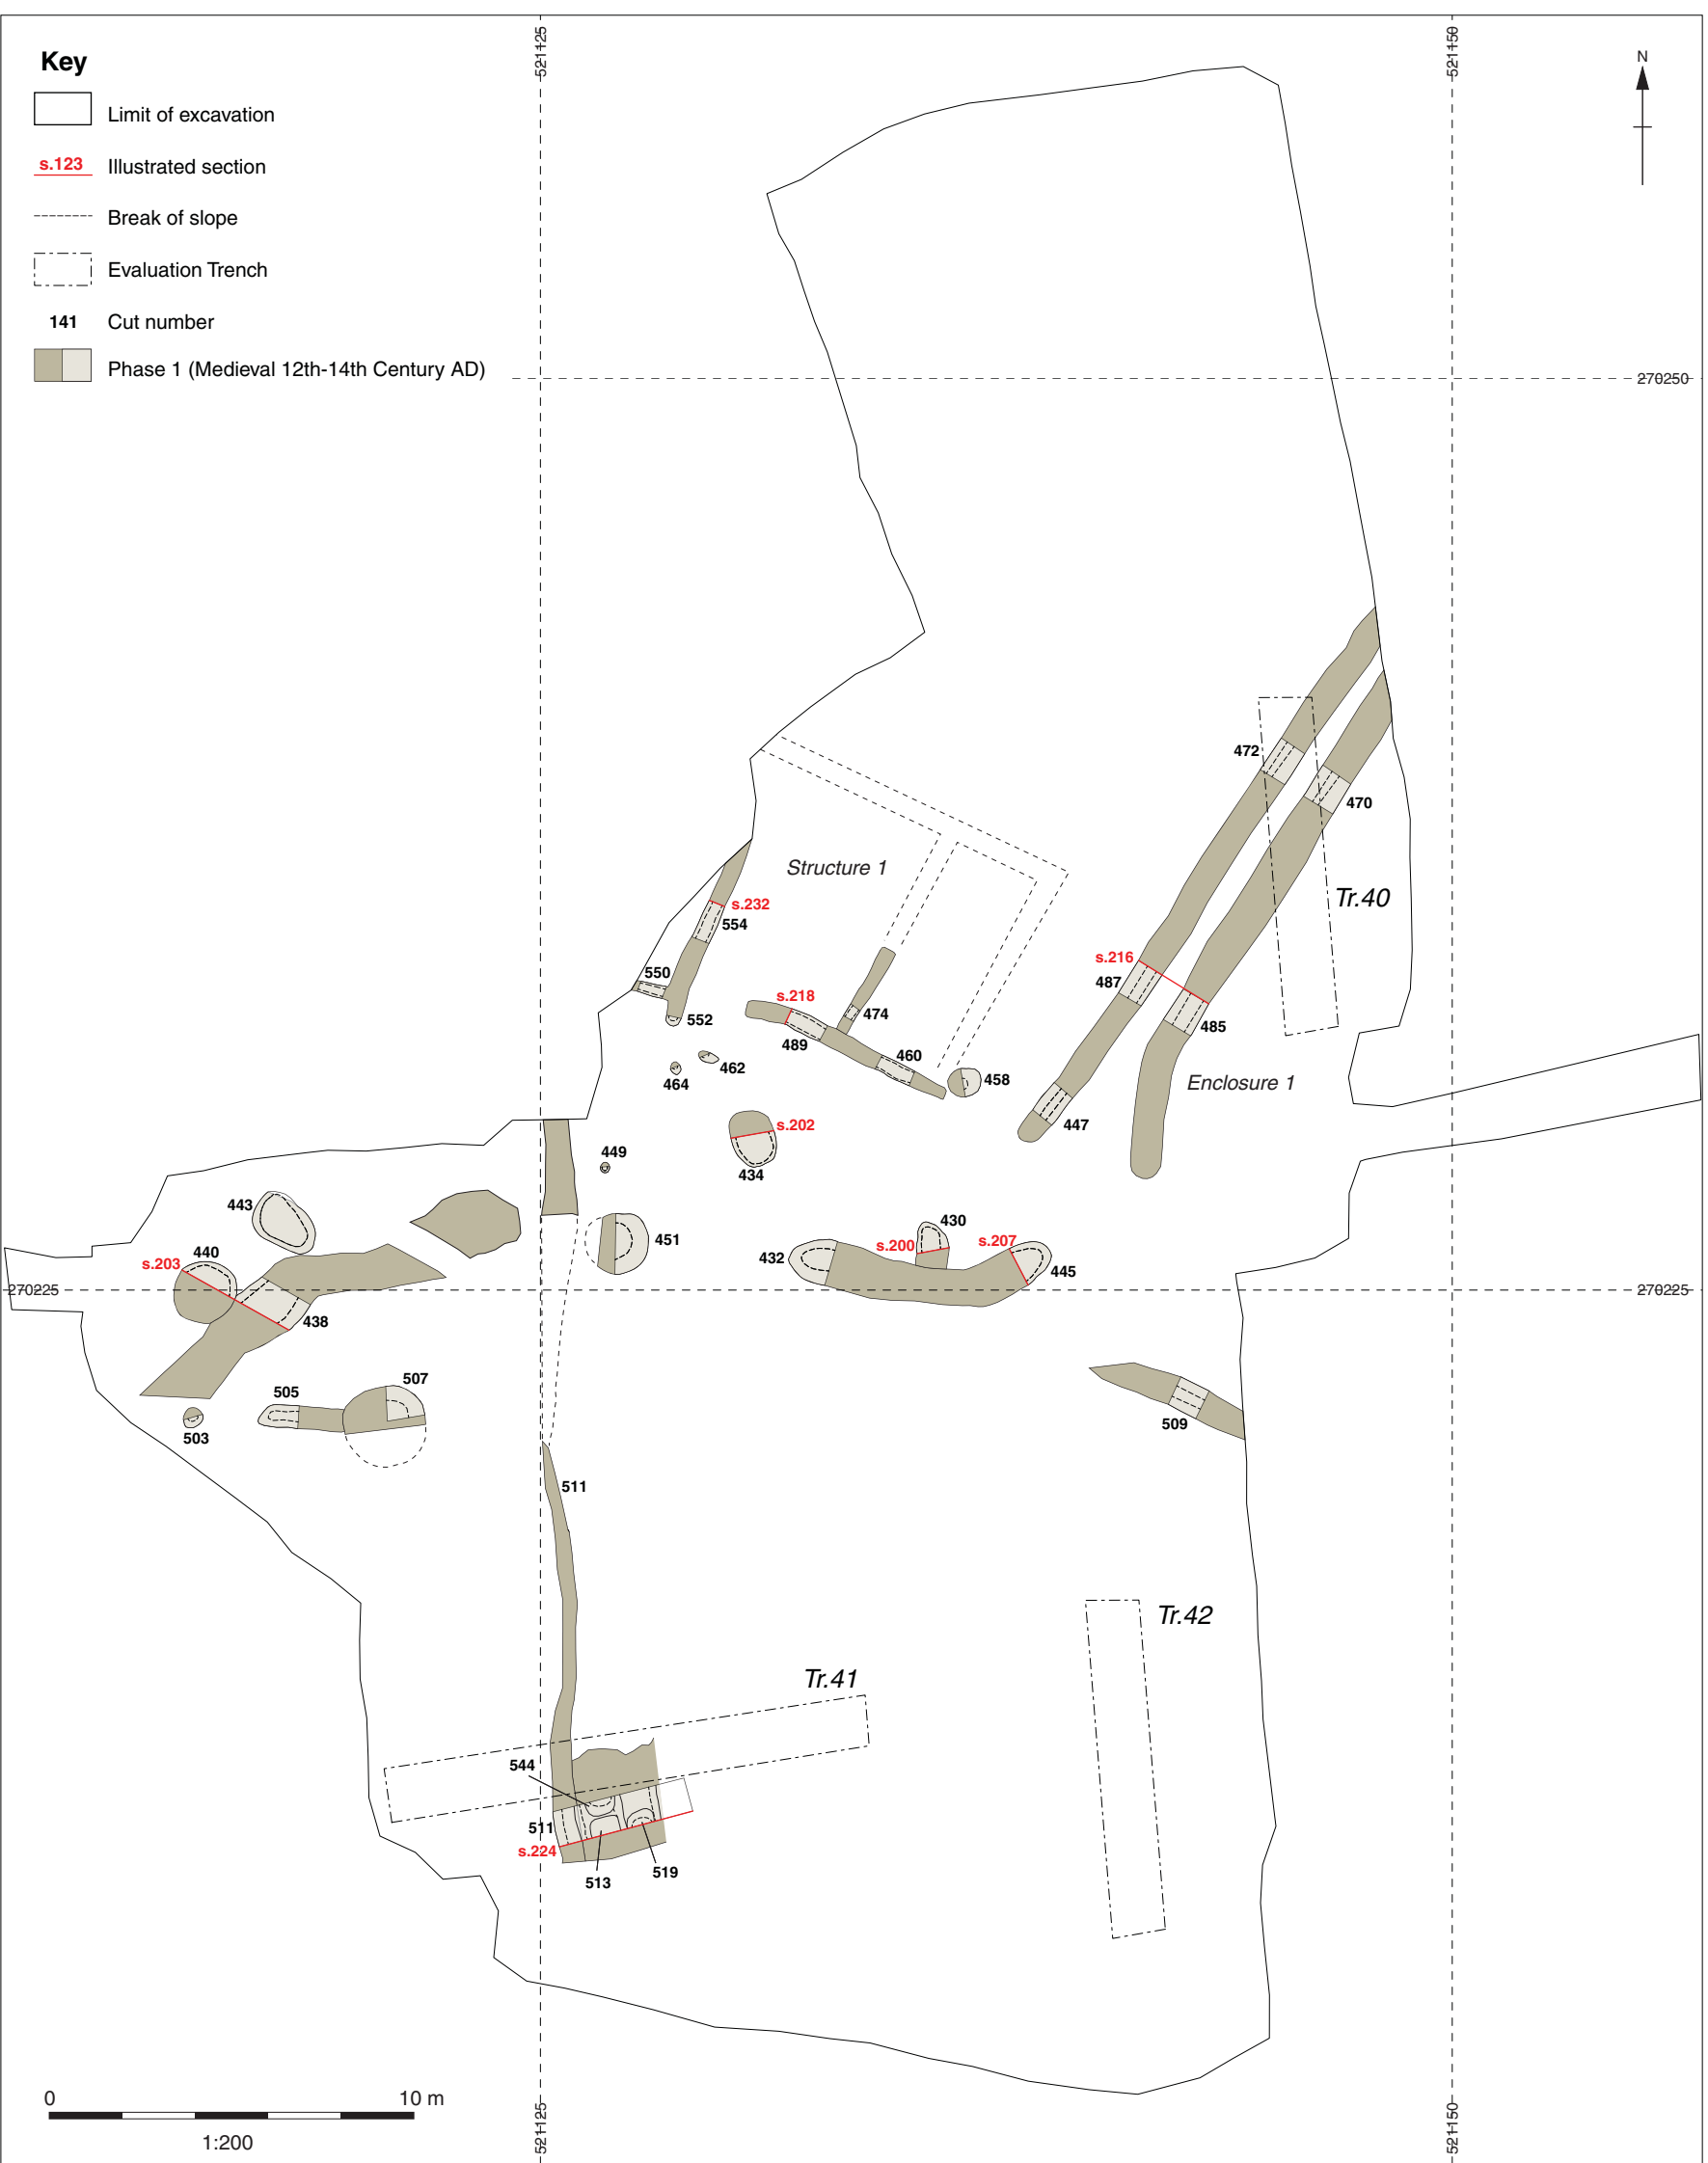 521125
521150
Key
N
Limit of excavation
s.123 Illustrated section
Break of slope
Evaluation Trench
141 Cut number
Phase 1 (Medieval 12th-14th Century AD)
270250
472
470
Structure 1
Tr.40
s.232
554
s.216
550
487
s.218
474
552
485
489
460
462
458
464
Enclosure 1
447
s.202
449
434
443
430
451
s.200
s.207
440
432
s.203
445
270225
270225
438
507
505
509
503
511
Tr.42
Tr.41
544
511
s.224
519
513
0 10 m
1:200
521125
521150